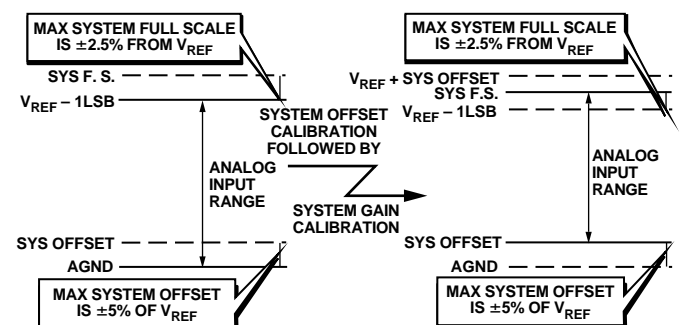 MAX SYSTEM FULL SCALE
IS ±2.5% FROM VREF
SYS F. S.
VREF – 1LSB
ANALOG
INPUT
RANGE
SYS OFFSET
AGND
MAX SYSTEM OFFSET
IS ±5% OF VREF
SYSTEM OFFSET
CALIBRATION
FOLLOWED BY
SYSTEM GAIN
CALIBRATION
MAX SYSTEM FULL SCALE
IS ±2.5% FROM VREF
VREF + SYS OFFSET
SYS F.S.
VREF – 1LSB
ANALOG
INPUT
RANGE
SYS OFFSET
AGND
MAX SYSTEM OFFSET
IS ±5% OF VREF